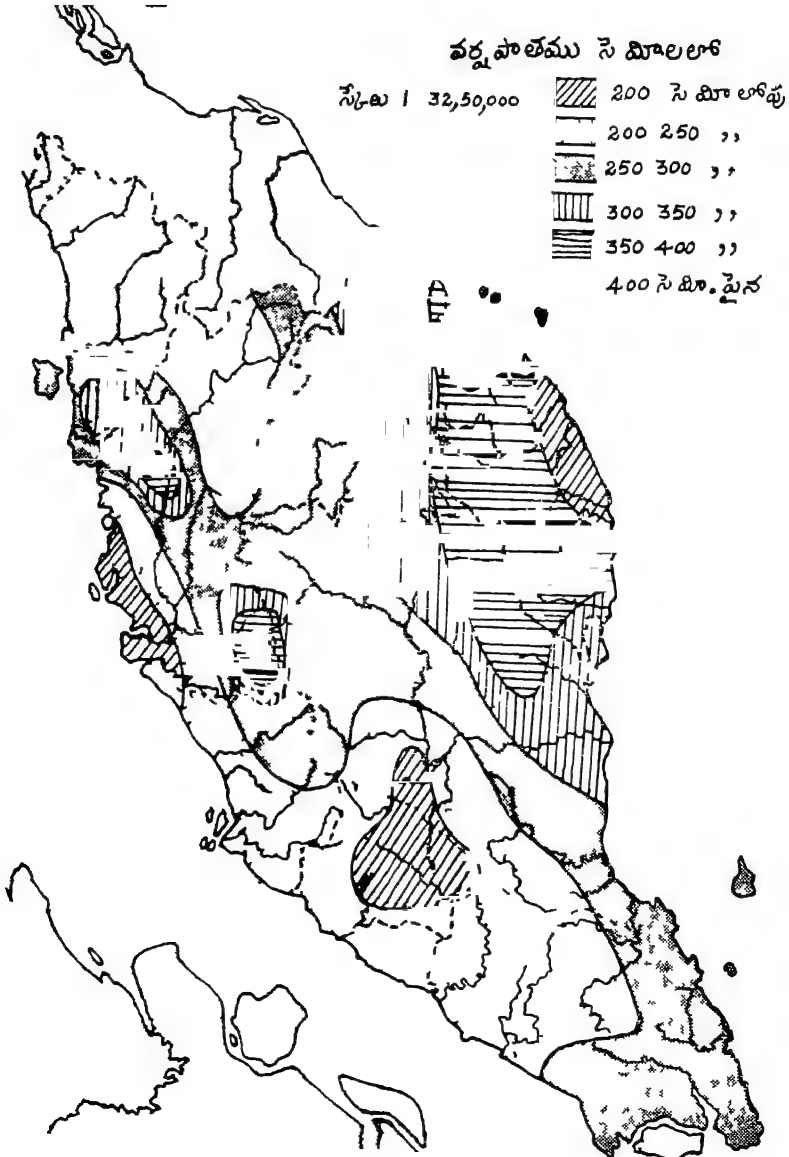 వర్షపాతము సె మీాలలో
స్కేలు 1 32,50,000
200 సె మీా లోపు
200 250 ,,
250 300 ,,
300 350 ,,
350 400 ,,
400 సె మీ. పైన
A
E